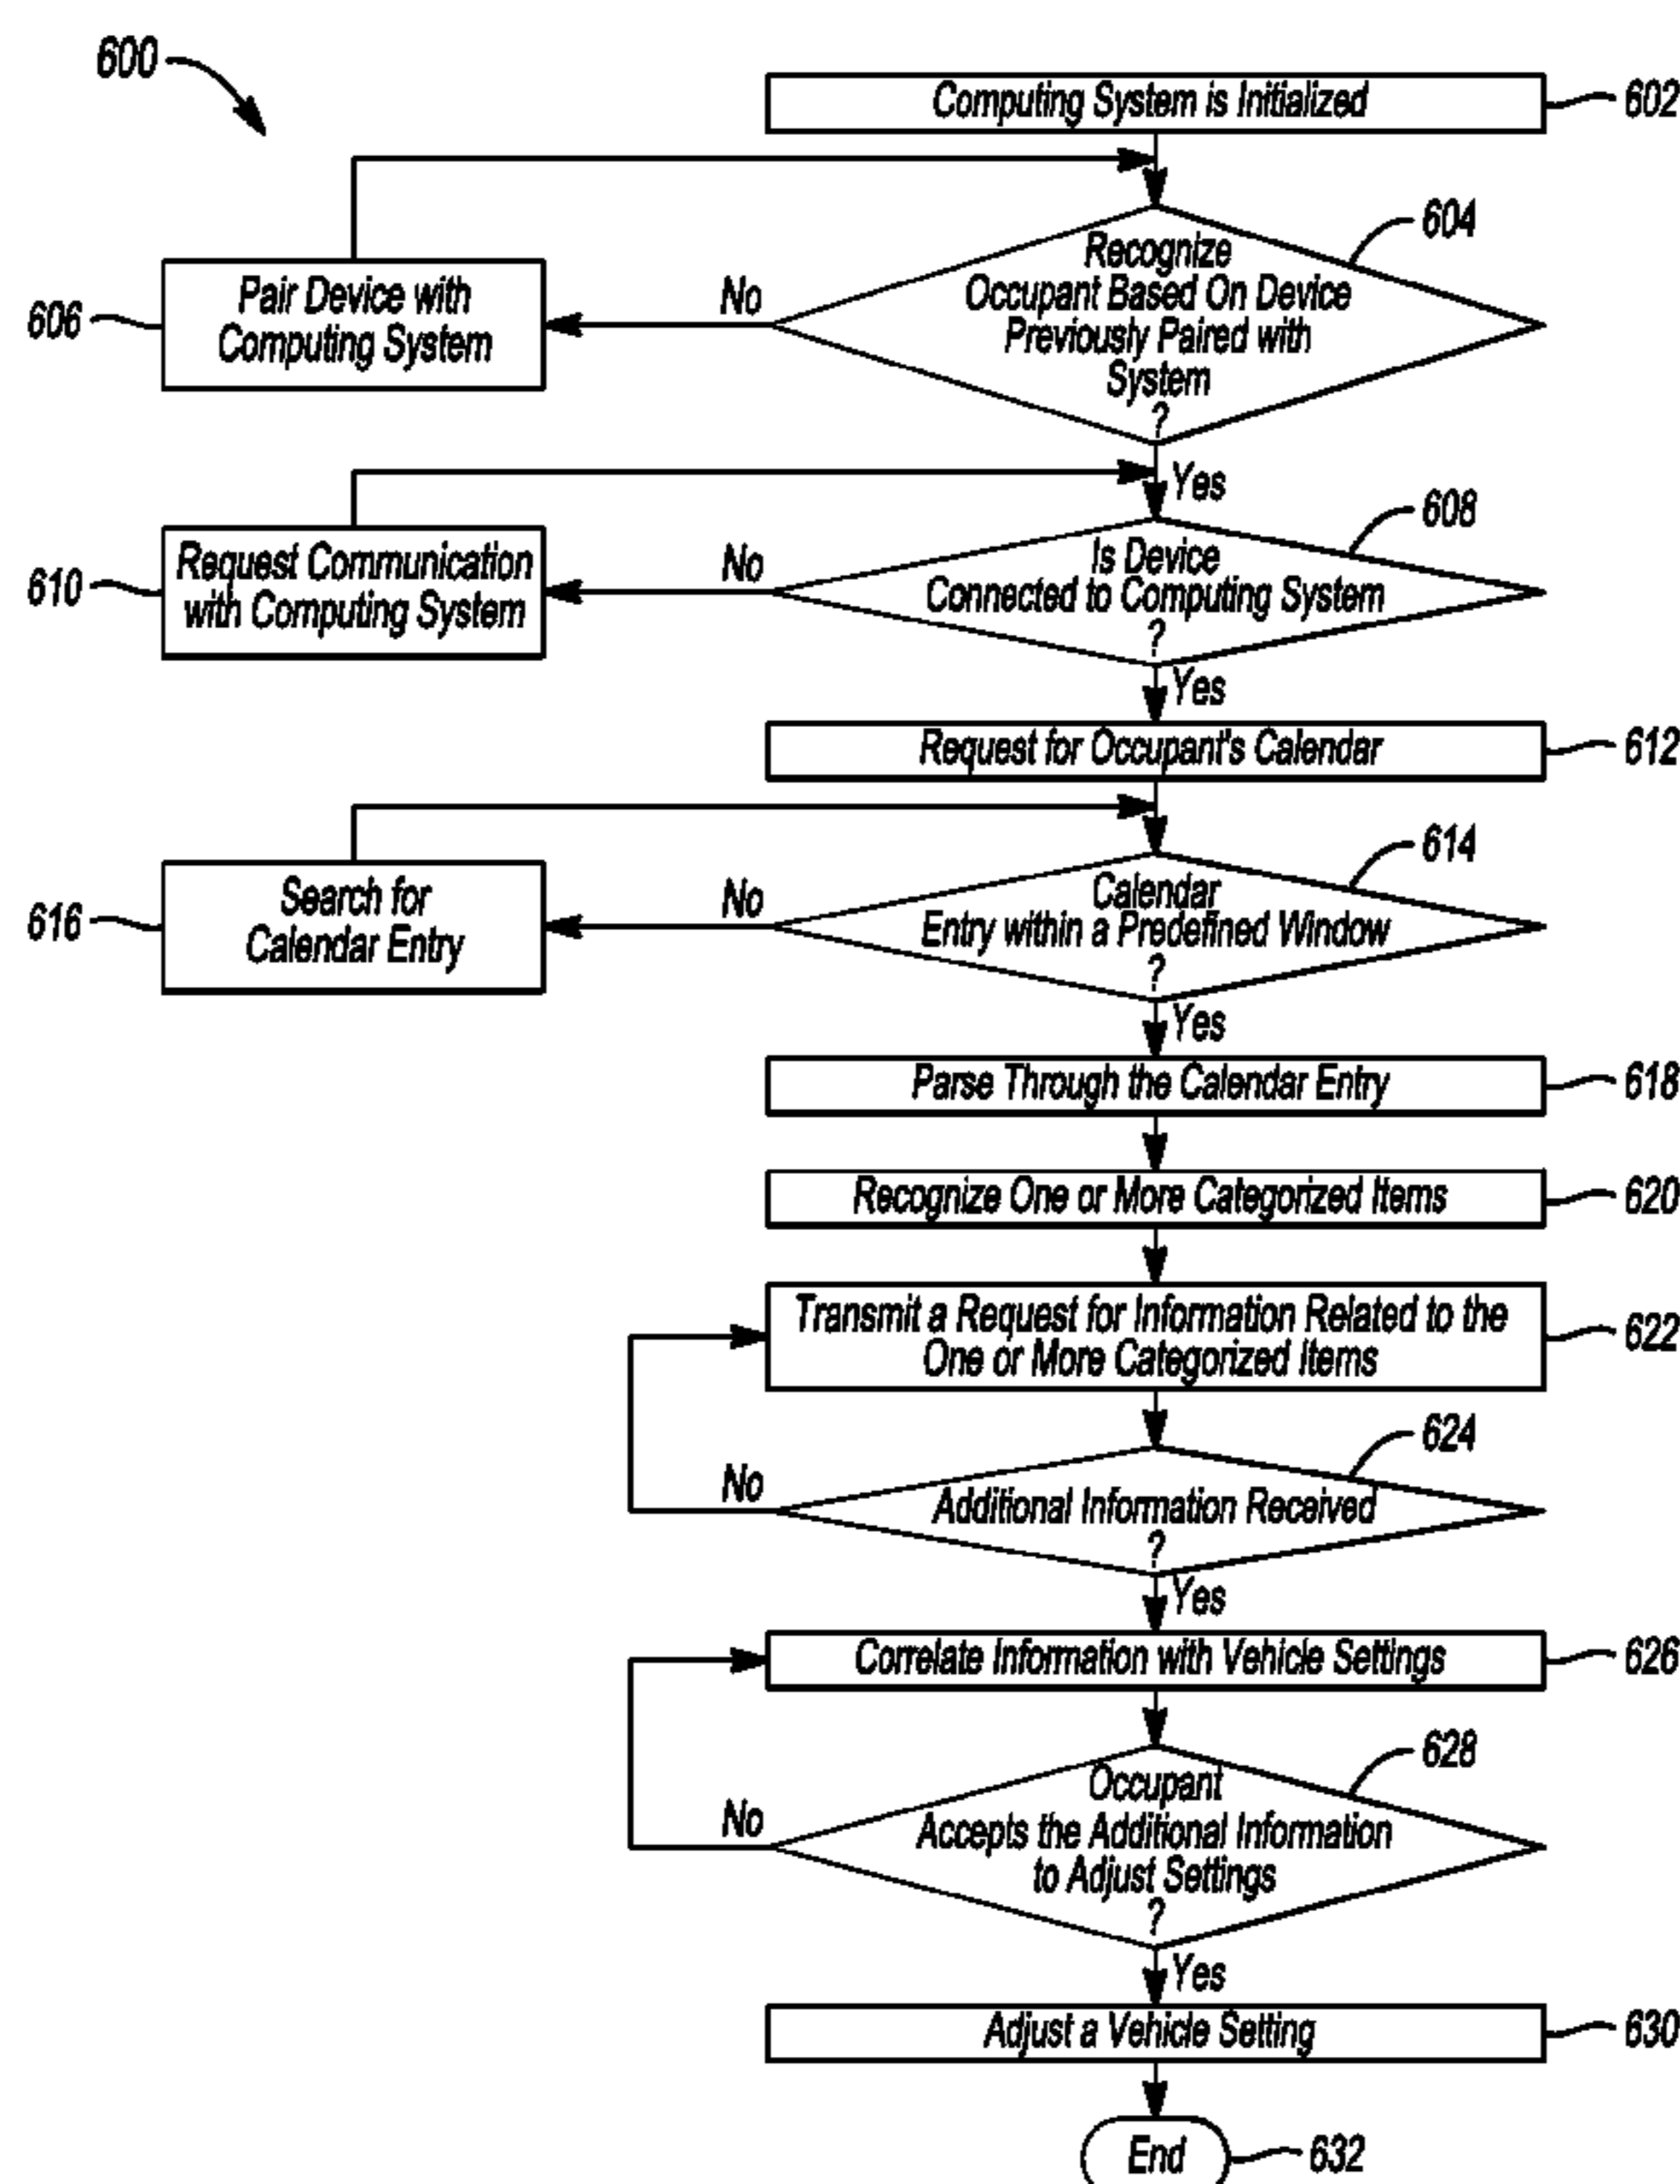 600
Computing System is Initialized
602
604
Recognize
Occupant Based On Device
Previously Paired with
System
?
No
Pair Device with
Computing System
606
Yes
608
Is Device
Connected to Computing System
?
No
Request Communication
with Computing System
610
Yes
Request for Occupant's Calendar
612
614
Calendar
Entry within a Predefined Window
?
No
Search for
Calendar Entry
616
Yes
Parse Through the Calendar Entry
618
Recognize One or More Categorized Items
620
Transmit a Request for Information Related to the
One or More Categorized Items
622
624
No
Additional Information Received
?
Yes
Correlate Information with Vehicle Settings
626
628
Occupant
Accepts the Additional Information
to Adjust Settings
?
No
Yes
Adjust a Vehicle Setting
630
End
632